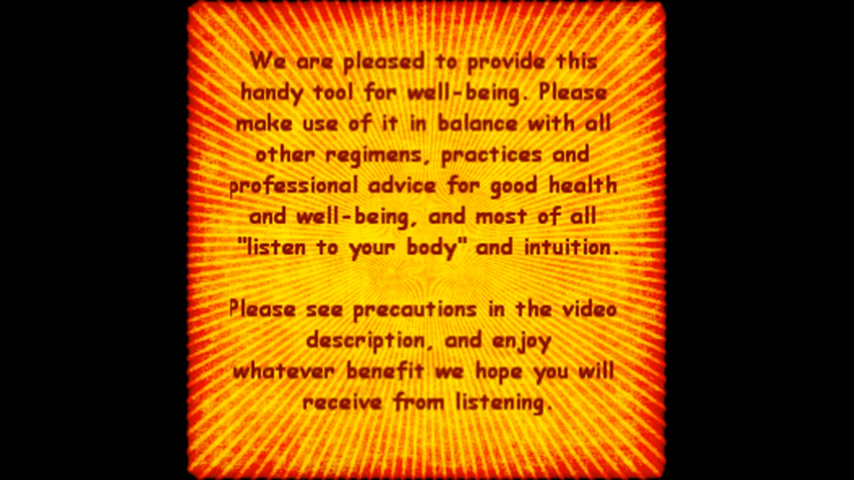 We are pleased to provide this
handy tool for well-being. Please
make use of it in balance with all
other regimens, practices and
professional advice for good health
and well-being, and most of all
"listen to your body" and intuition.
Please see precautions in the video
description, and enjoy
whatever benefit we hope you will
receive from listening.